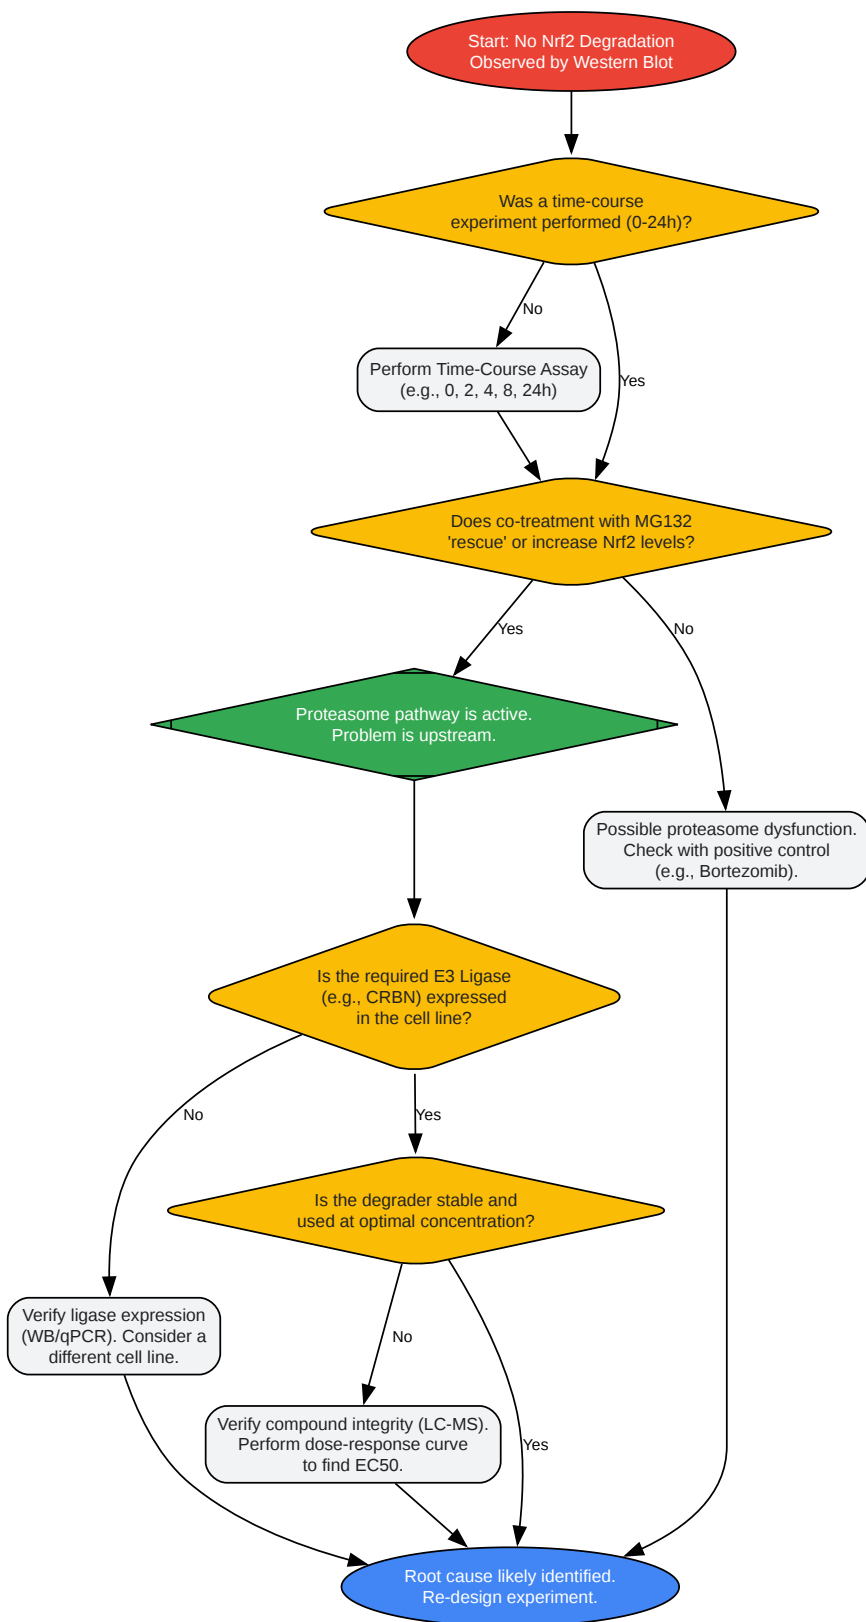 Start: No Nrf2 Degradation
Observed by Western Blot
Was a time-course
experiment performed (0-24h)?
No
Yes
Perform Time-Course Assay
(e.g., 0, 2, 4, 8, 24h)
Does co-treatment with MG132
'rescue' or increase Nrf2 levels?
Yes
No
Proteasome pathway is active.
Problem is upstream.
Possible proteasome dysfunction.
Check with positive control
(e.g., Bortezomib).
Is the required E3 Ligase
(e.g., CRBN) expressed
in the cell line?
No
Yes
Is the degrader stable and
used at optimal concentration?
Verify ligase expression
(WB/qPCR). Consider a
different cell line.
No
Yes
Verify compound integrity (LC-MS).
Perform dose-response curve
to find EC50.
Root cause likely identified.
Re-design experiment.